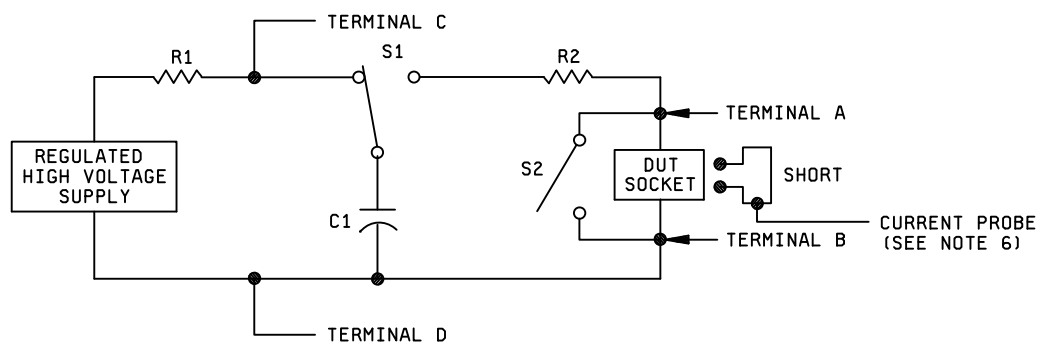 TERMINAL C
S1
R1
R2
TERMINAL A
REGULATED
HIGH VOLTAGE
SUPPLY
S2
DUT
SOCKET
SHORT
C1
CURRENT PROBE
(SEE NOTE 6)
TERMINAL B
TERMINAL D